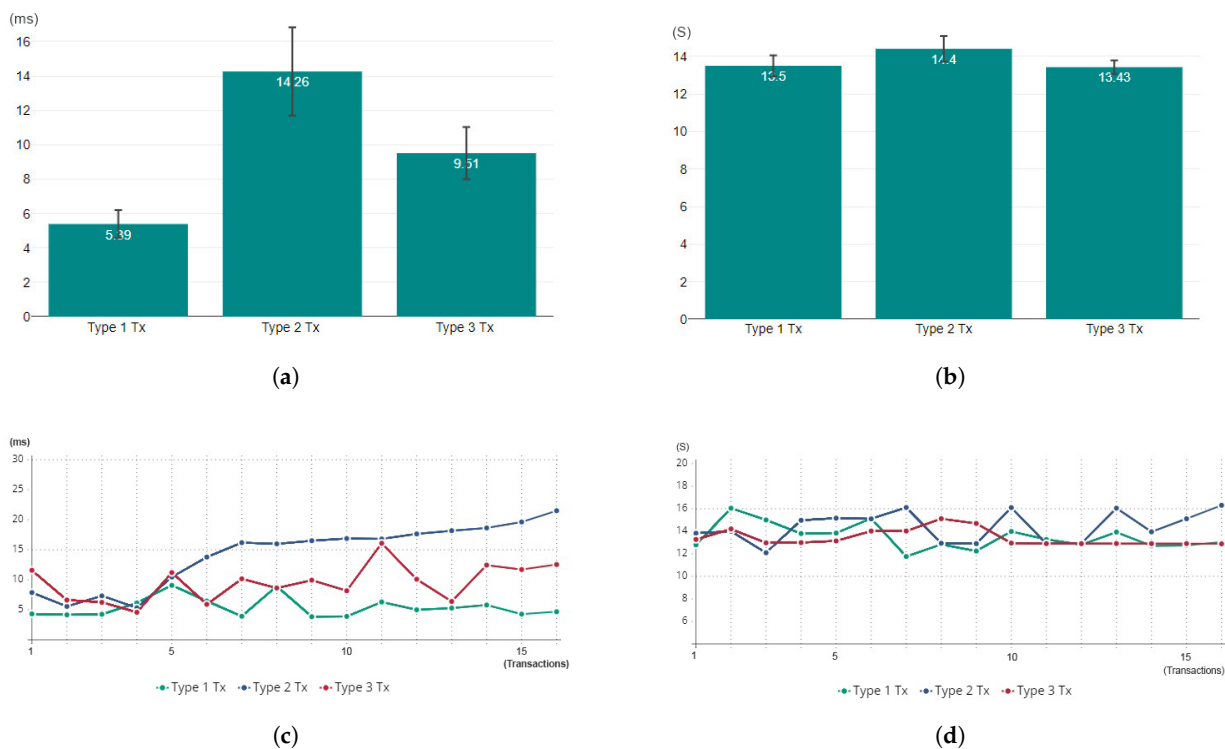 (ms)
16
14
12
10
8
6
4
2
0
14.26
9.51
5.39
Type 1 Tx Type 2 Tx Type 3 Tx
(a)
(S)
14
12
10
8
6
4
2
0
13.5 14.4 13.43
Type 1 Tx Type 2 Tx Type 3 Tx
(b)
(ms)
30
25
20
15
10
5
1 5 10 15
(Transactions)
Type 1 Tx Type 2 Tx Type 3 Tx
(c)
(S)
20
18
16
14
12
10
8
6
1 5 10 15
(Transactions)
Type 1 Tx Type 2 Tx Type 3 Tx
(d)